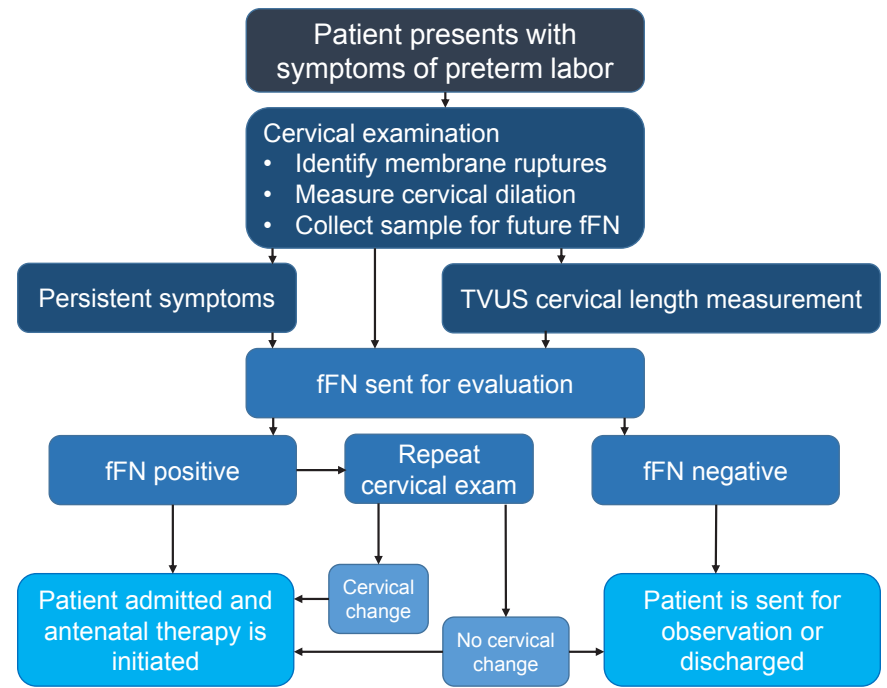 Patient presents with
symptoms of preterm labor
Cervical examination
• Identify membrane ruptures
• Measure cervical dilation
• Collect sample for future fFN
Persistent symptoms
TVUS cervical length measurement
fFN sent for evaluation
fFN positive
Repeat
cervical exam
fFN negative
Cervical
change
No cervical
change
Patient admitted and
antenatal therapy is
initiated
Patient is sent for
observation or
discharged